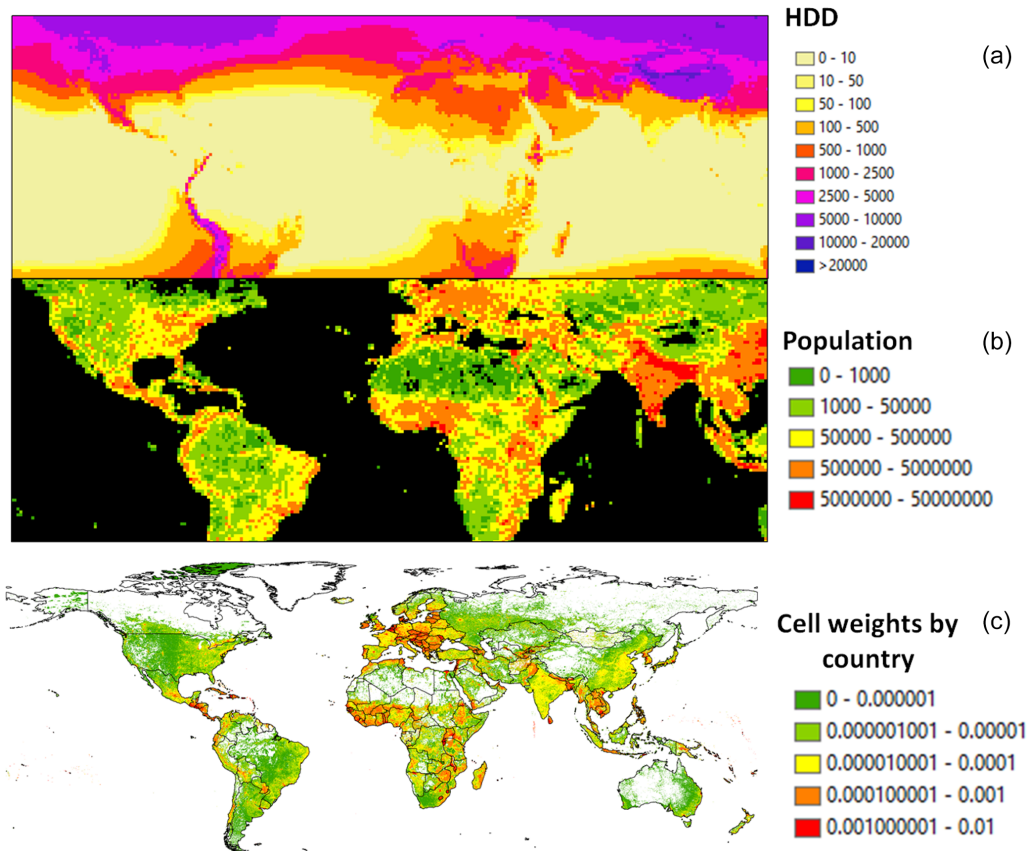 HDD
(a)
0 - 10
10 - 50
50 - 100
100 - 500
500 - 1000
1000 - 2500
2500 - 5000
5000 - 10000
10000 - 20000
>20000
Population
(b)
0 - 1000
1000 - 50000
50000 - 500000
500000 - 5000000
5000000 - 50000000
Cell weights by
(c)
country
0 - 0.000001
0.000001001 - 0.00001
0.000010001 - 0.0001
0.000100001 - 0.001
0.001000001 - 0.01